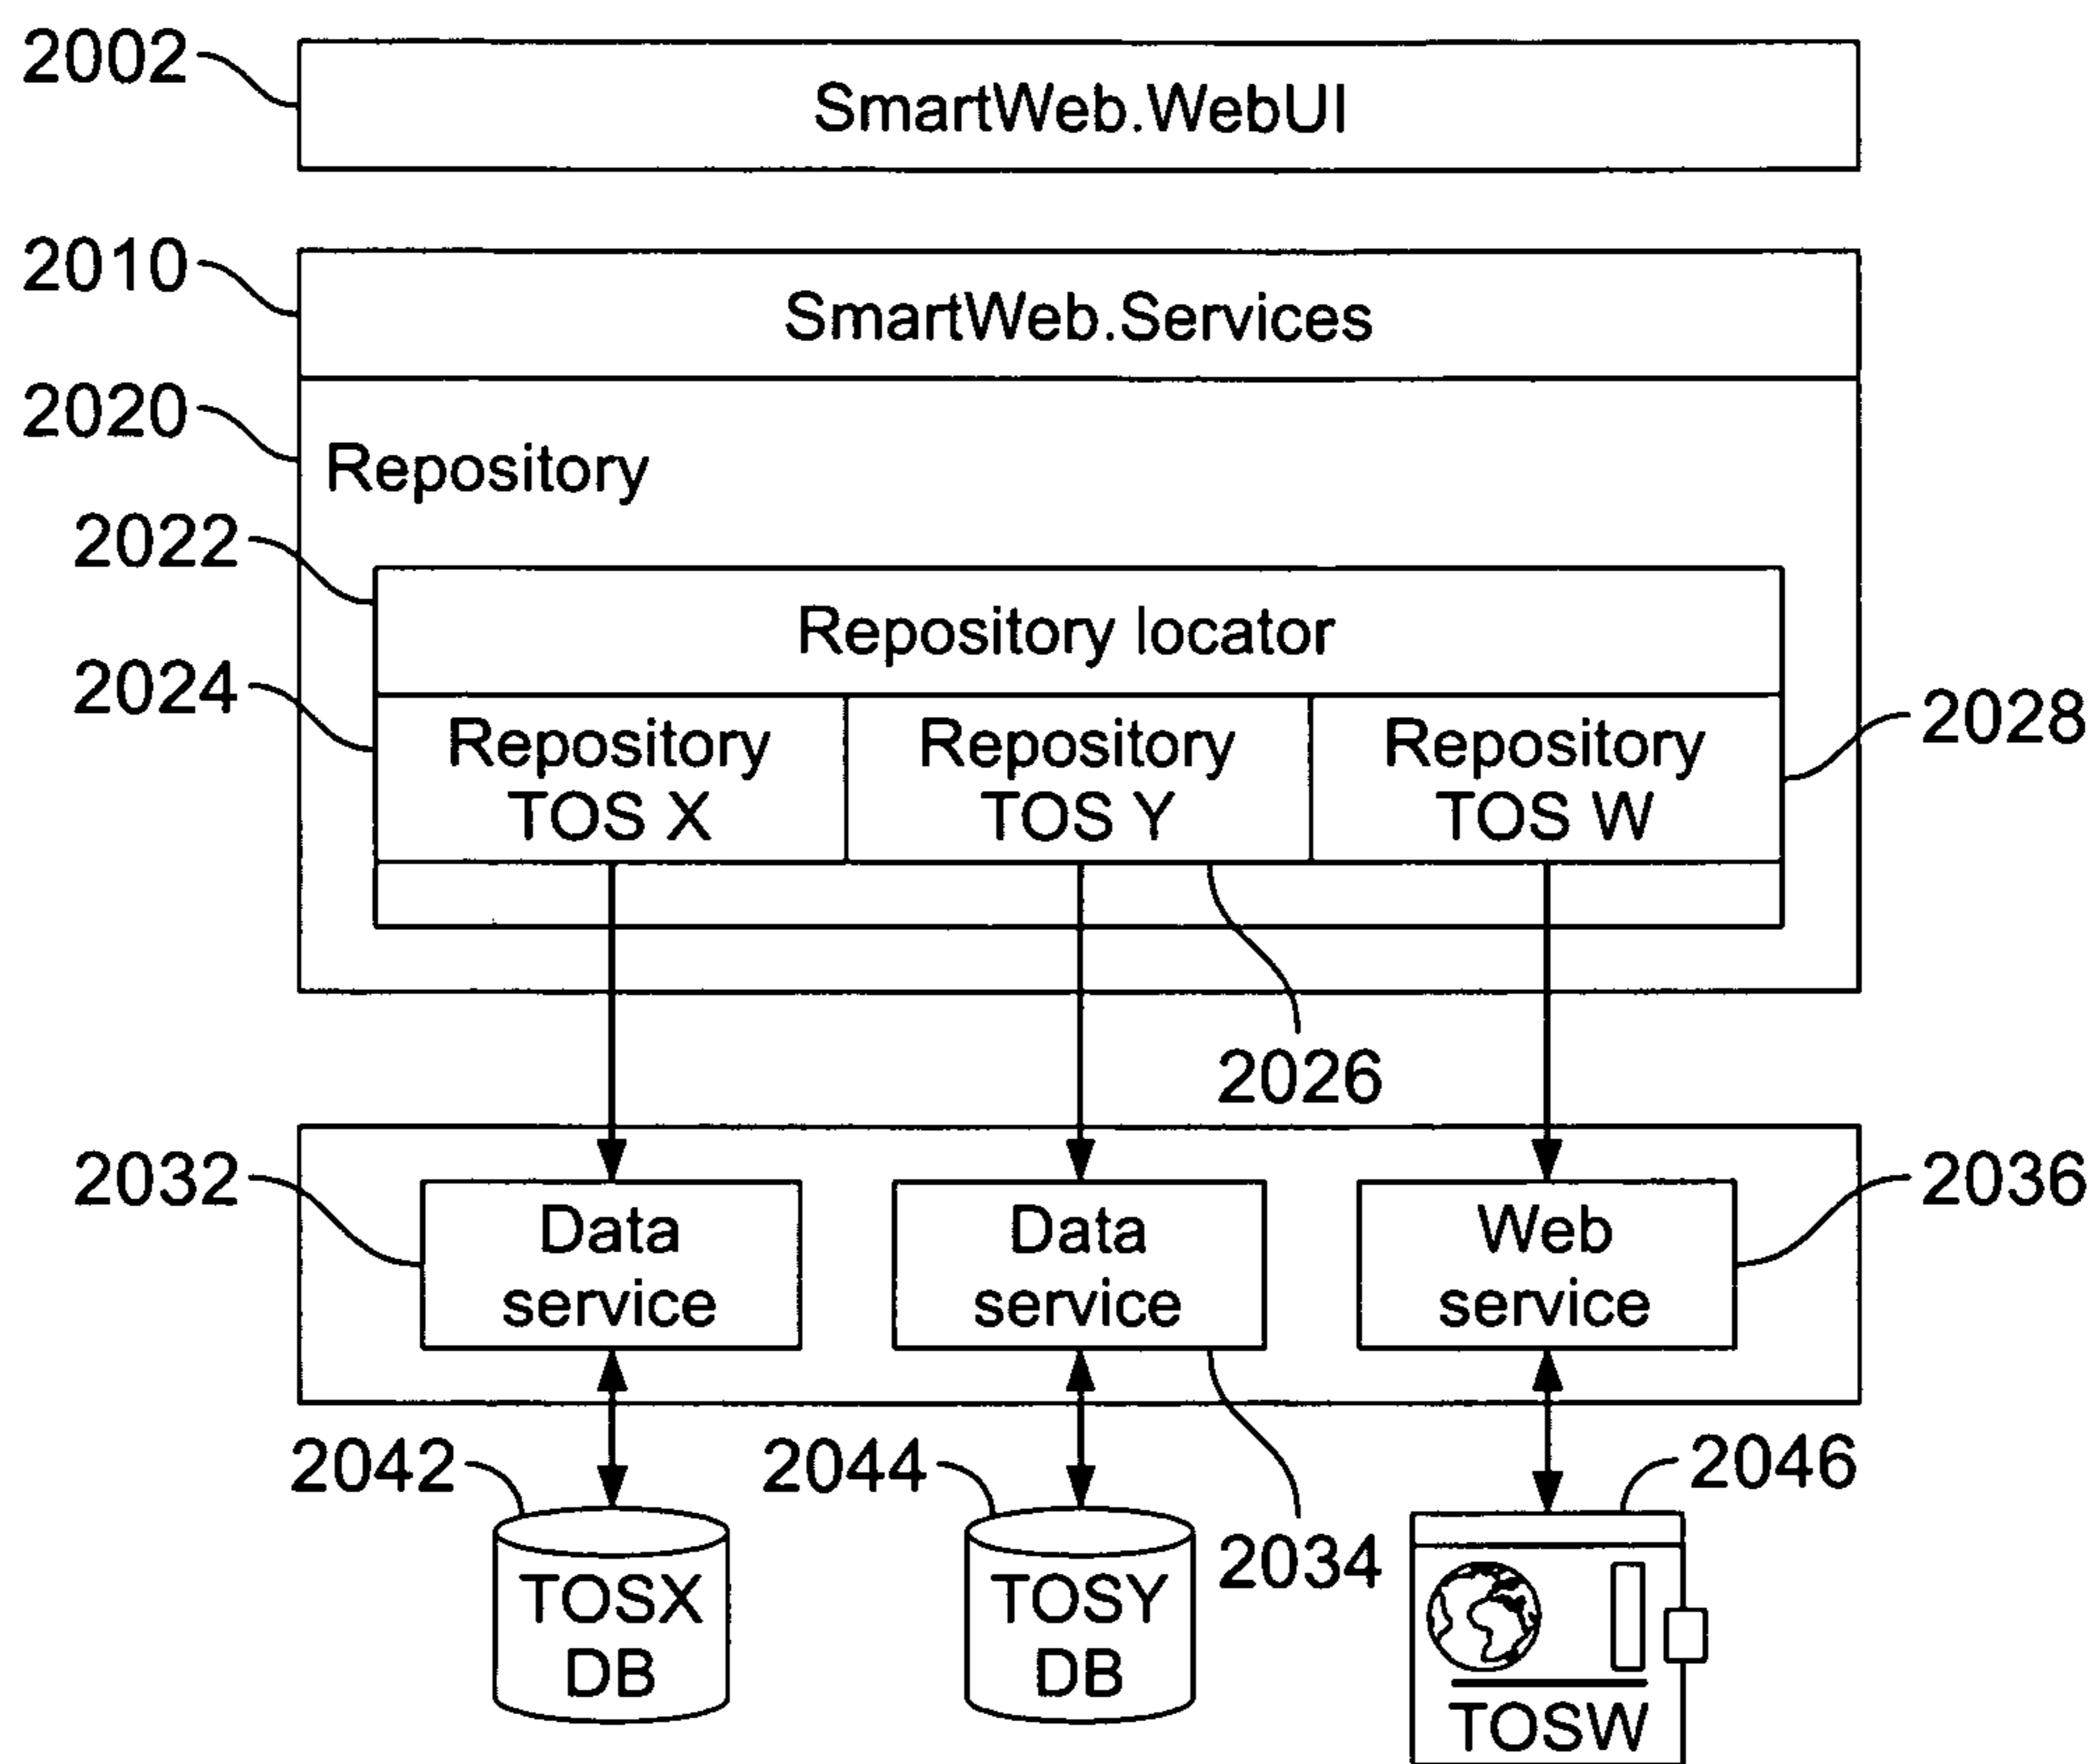 2002
SmartWeb.WebUI
2010
SmartWeb.Services
2020
Repository
2022
Repository locator
2024
Repository
TOS X
Repository
TOS Y
Repository
TOS W
2028
2026
2032
Data
service
Data
service
Web
service
2036
2042
2044
2034
2046
TOSX
DB
TOSY
DB
TOSW